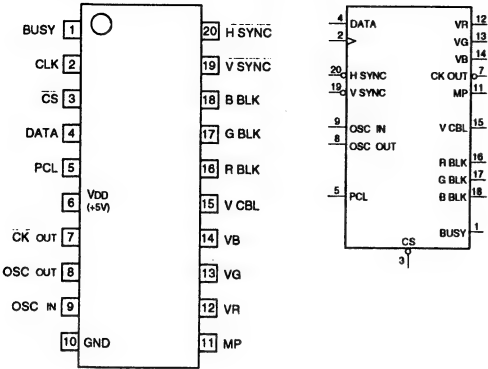 BUSY 1
CLK 2
CS 3
DATA 4
PCL 5
6 VDD
(+5V)
CK OUT 7
OSC OUT 8
OSC IN 9
10 GND
20 H SYNC
19 V SYNC
18 B BLK
17 G BLK
16 R BLK
15 V CBL
14 VB
13 VG
12 VR
11 MP
4 DATA
2
20 H SYNC
19 V SYNC
9 OSC IN
8 OSC OUT
5 PCL
VR 12
VG 13
VB 14
CK OUT 7
MP 11
V CBL 15
R BLK 16
G BLK 17
B BLK 18
BUSY 1
CS
3